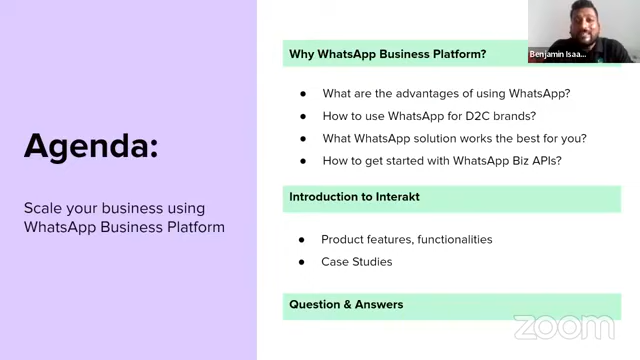 Agenda:
Scale your business using
WhatsApp Business Platform
Why WhatsApp Business Platform?
● What are the advantages of using WhatsApp?
● How to use WhatsApp for D2C brands?
● What WhatsApp solution works the best for you?
● How to get started with WhatsApp Biz APIs?
Introduction to Interakt
● Product features, functionalities
● Case Studies
Question & Answers
Benjamin Isaa...
zoom